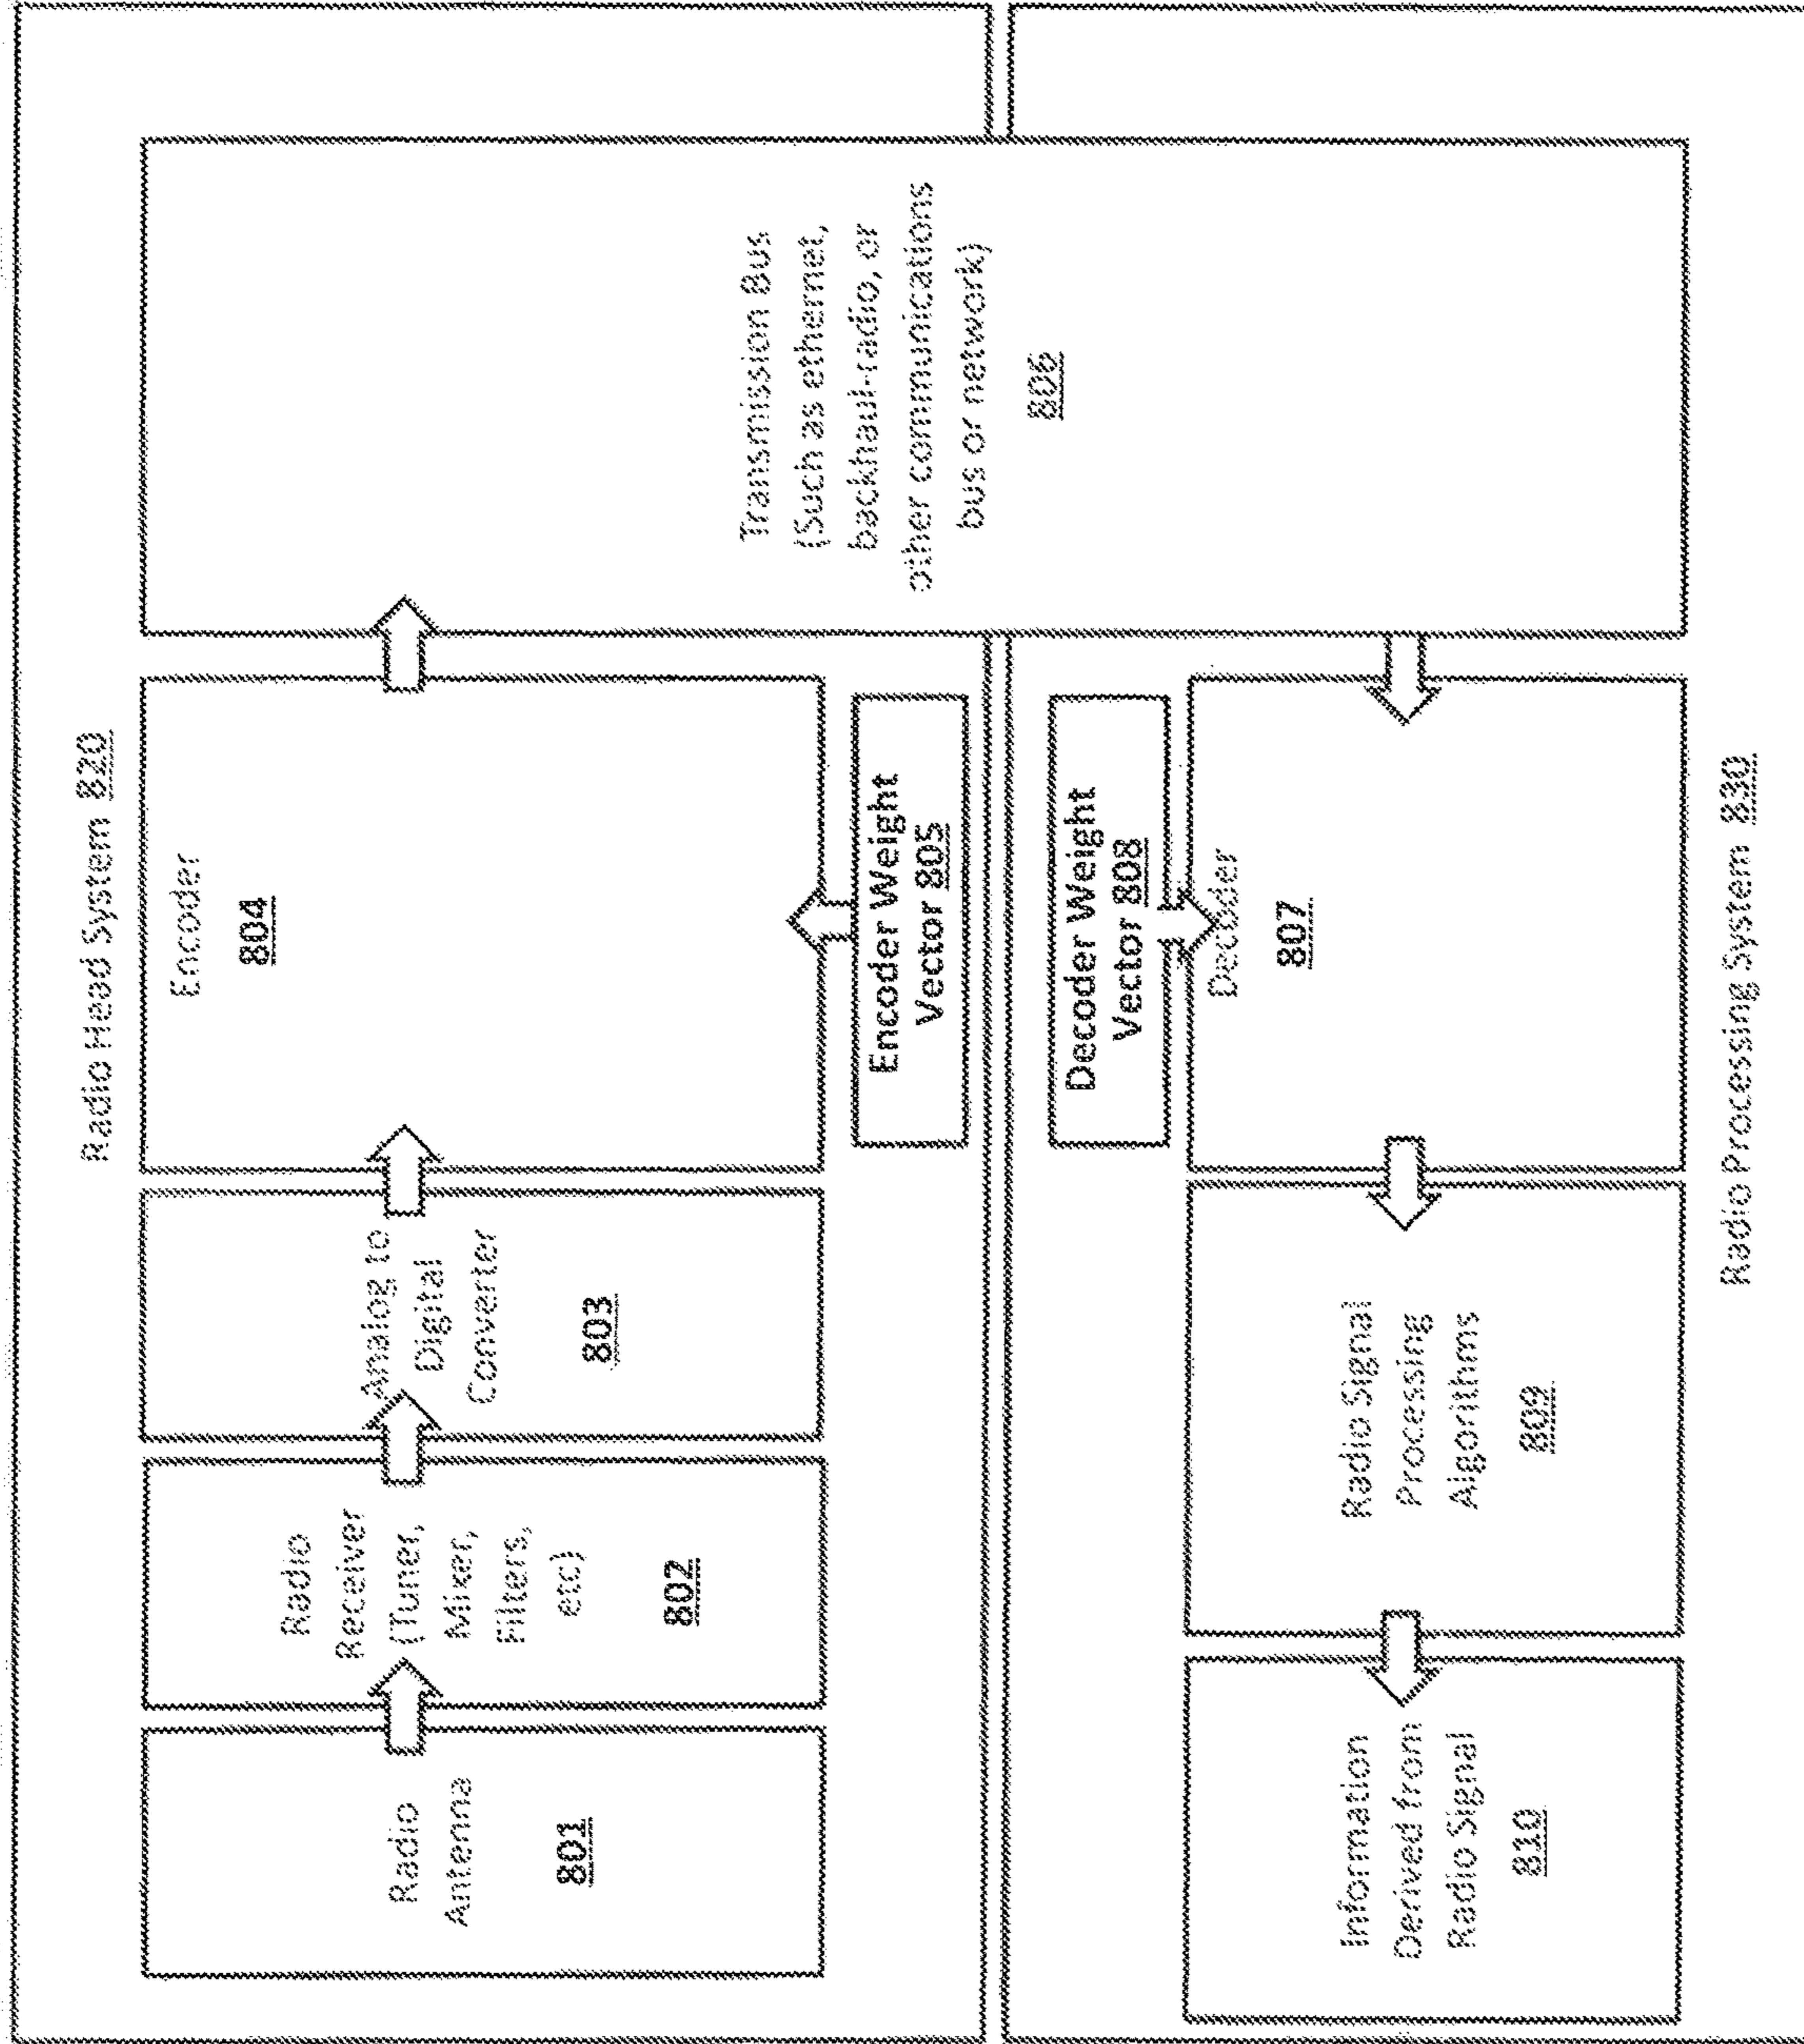 Radio Head System 820
Radio
Antenna
801
Radio
Receiver
(Tuner,
Mixer,
Filters,
etc)
802
Analog to
Digital
Converter
803
Encoder
804
Encoder Weight
Vector 805
Transmission Bus
(Such as ethernet,
backhaul-radio, or
other communications
bus or network)
806
Decoder Weight
Vector 808
Decoder
807
Radio Signal
Processing
Algorithms
809
Information
Derived from
Radio Signal
810
Radio Processing System 830